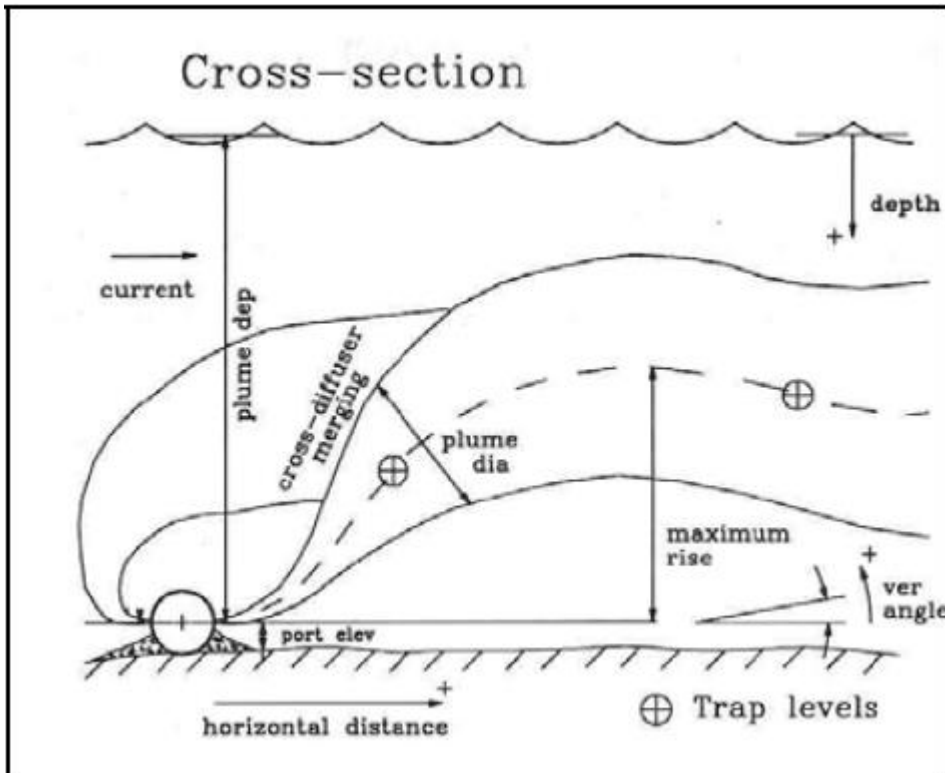 Cross-section
depth
+
current
plume dep
cross-diffuser
merging
plume
dia
maximum
rise
+
ver
angle
port elev
+
horizontal distance
Trap levels